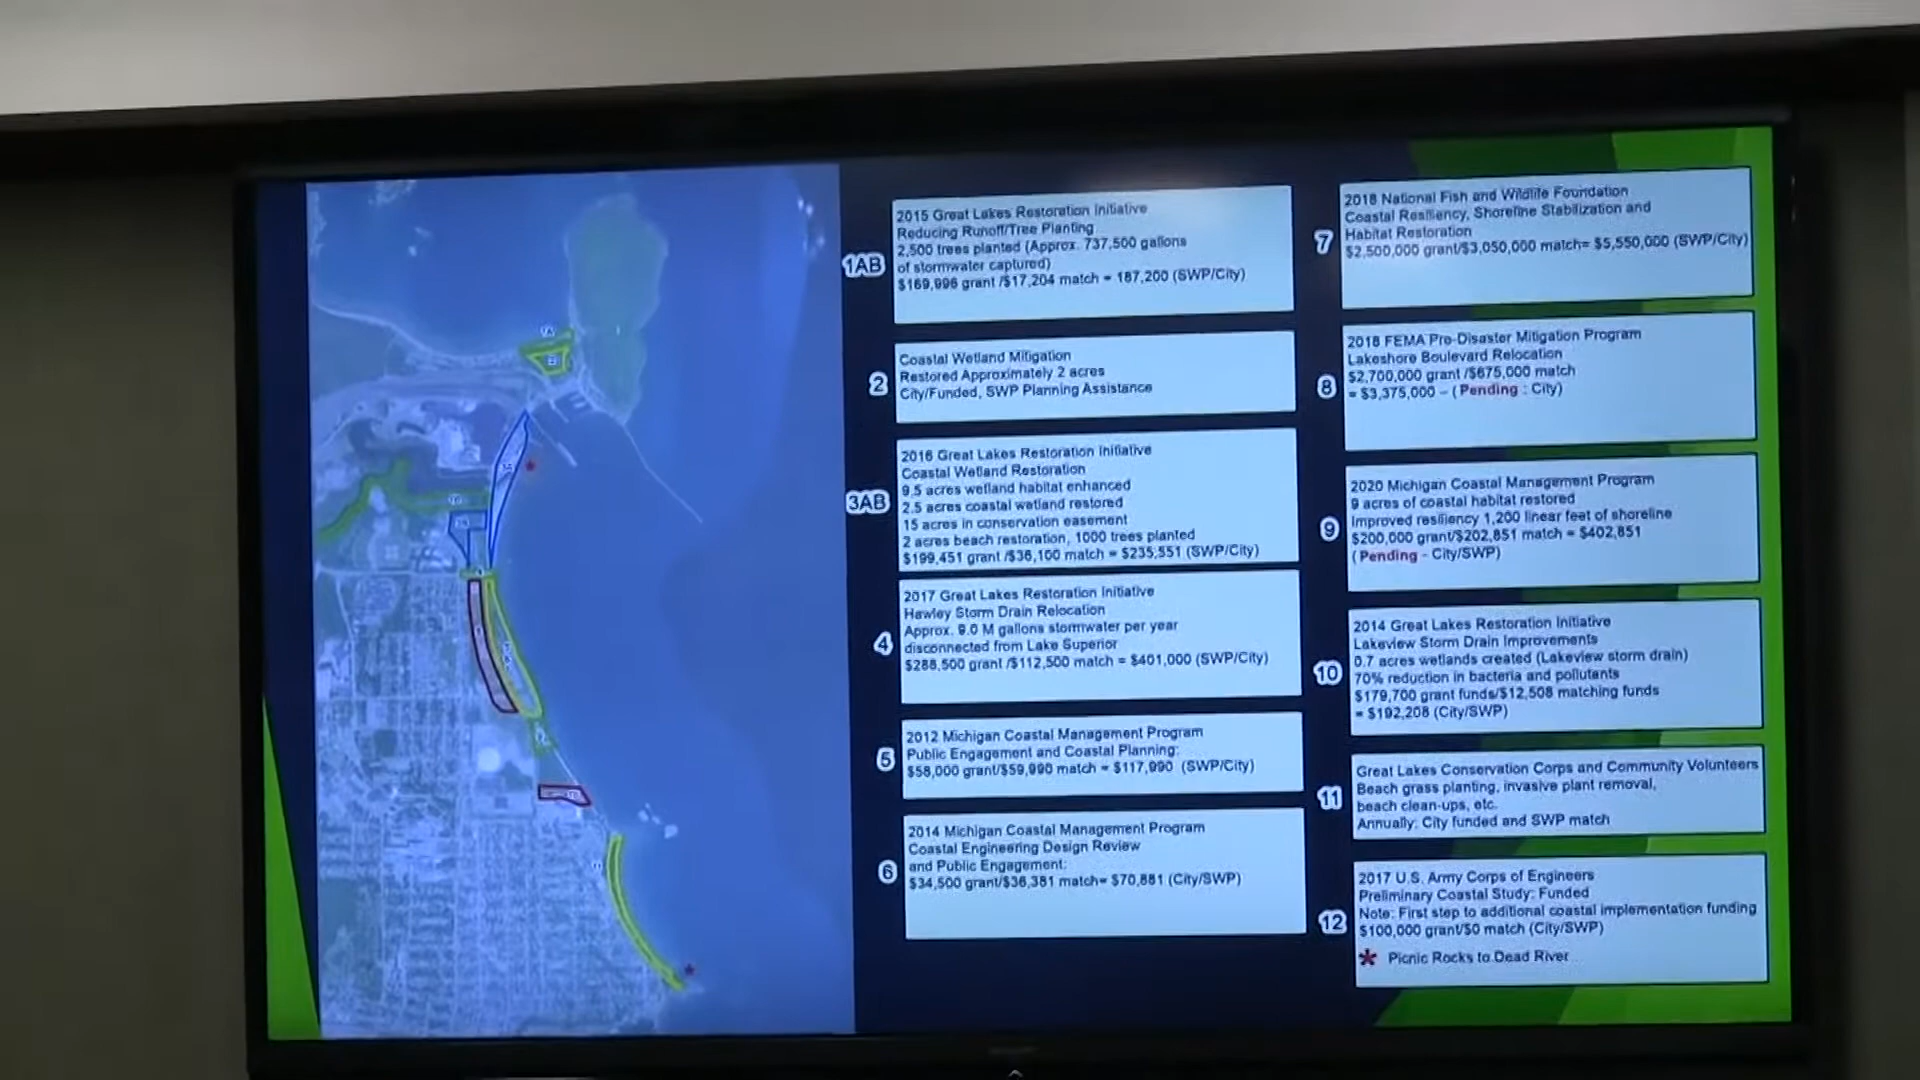 1AB
2015 Great Lakes Restoration Initiative
Reducing Runoff/Tree Planting
2,500 trees planted (Approx. 737,500 gallons
of stormwater captured)
$169,996 grant /$17,204 match = 187,200 (SWP/City)
2
Coastal Wetland Mitigation
Restored Approximately 2 acres
City/Funded, SWP Planning Assistance
3AB
2016 Great Lakes Restoration Initiative
Coastal Wetland Restoration
9.5 acres wetland habitat enhanced
2.5 acres coastal wetland restored
15 acres in conservation easement
2 acres beach restoration, 1000 trees planted
$199,451 grant /$36,100 match = $235,551 (SWP/City)
4
2017 Great Lakes Restoration Initiative
Hawley Storm Drain Relocation
Approx. 9.0 M gallons stormwater per year
disconnected from Lake Superior
$288,500 grant /$112,500 match = $401,000 (SWP/City)
5
2012 Michigan Coastal Management Program
Public Engagement and Coastal Planning:
$58,000 grant/$59,990 match = $117,990 (SWP/City)
6
2014 Michigan Coastal Management Program
Coastal Engineering Design Review
and Public Engagement:
$34,500 grant/$36,381 match= $70,881 (City/SWP)
7
2018 National Fish and Wildlife Foundation
Coastal Resiliency, Shoreline Stabilization and
Habitat Restoration
$2,500,000 grant/$3,050,000 match= $5,550,000 (SWP/City)
8
2018 FEMA Pre-Disaster Mitigation Program
Lakeshore Boulevard Relocation
$2,700,000 grant /$675,000 match
= $3,375,000 – ( Pending : City)
9
2020 Michigan Coastal Management Program
9 acres of coastal habitat restored
Improved resiliency 1,200 linear feet of shoreline
$200,000 grant/$202,851 match = $402,851
( Pending - City/SWP)
10
2014 Great Lakes Restoration Initiative
Lakeview Storm Drain Improvements
0.7 acres wetlands created (Lakeview storm drain)
70% reduction in bacteria and pollutants
$179,700 grant funds/$12,508 matching funds
= $192,208 (City/SWP)
11
Great Lakes Conservation Corps and Community Volunteers
Beach grass planting, invasive plant removal,
beach clean-ups, etc.
Annually: City funded and SWP match
12
2017 U.S. Army Corps of Engineers
Preliminary Coastal Study: Funded
Note: First step to additional coastal implementation funding
$100,000 grant/$0 match (City/SWP)
* Picnic Rocks to Dead River